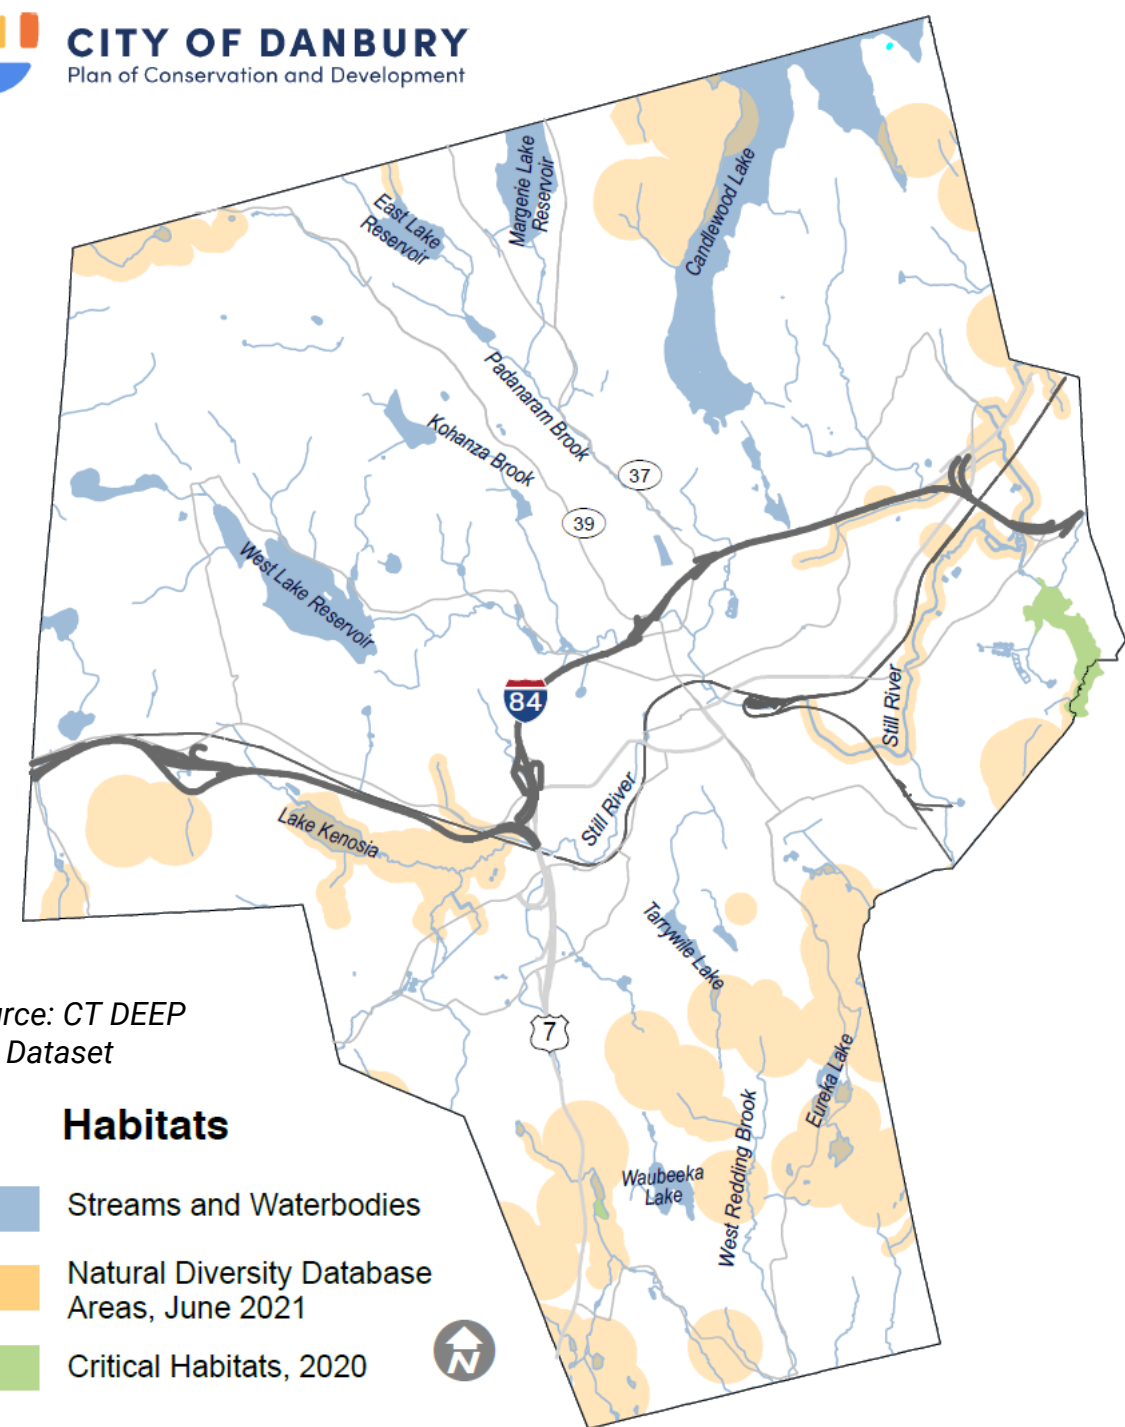 CITY OF DANBURY
Plan of Conservation and Development
Margerie Lake
Reservoir
East Lake
Reservoir
Candlewood Lake
Padanaram Brook
Kohanza Brook
37
39
West Lake Reservoir
84
Still River
Still River
Lake Kenosia
Tarrywile Lake
7
Eureka Lake
Waubeeka
Lake
West Redding Brook
urce: CT DEEP
Dataset
Habitats
Streams and Waterbodies
Natural Diversity Database
Areas, June 2021
Critical Habitats, 2020
N